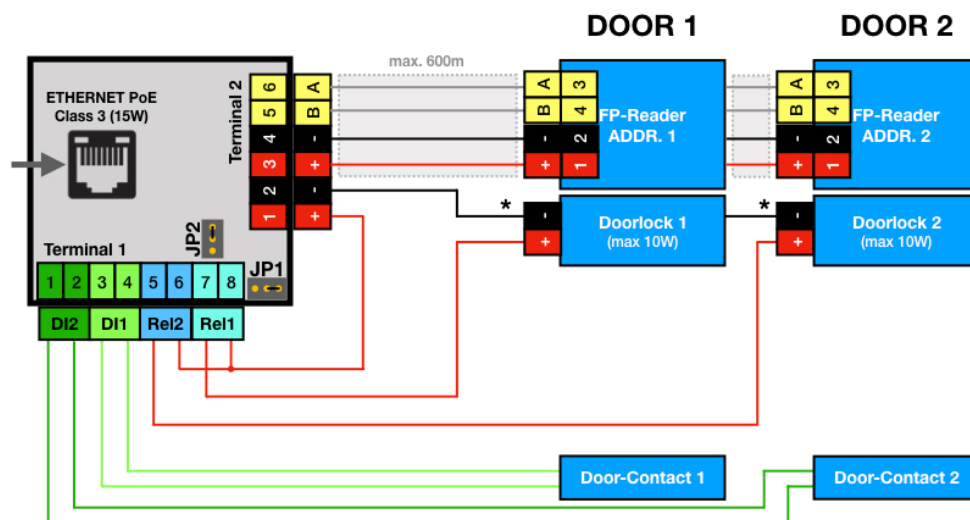 DOOR 1
DOOR 2
max. 600m
ETHERNET PoE
Class 3 (15W)
Terminal 2
6 A
5 B
4 -
3 +
2 -
1 +
A 3
B 4
- 2
+ 1
FP-Reader
ADDR. 1
A 3
B 4
- 2
+ 1
FP-Reader
ADDR. 2
* -
+
Doorlock 1
(max 10W)
* -
+
Doorlock 2
(max 10W)
Terminal 1
JP2
JP1
1 2 3 4 5 6 7 8
DI2 DI1 Rel2 Rel1
Door-Contact 1
Door-Contact 2